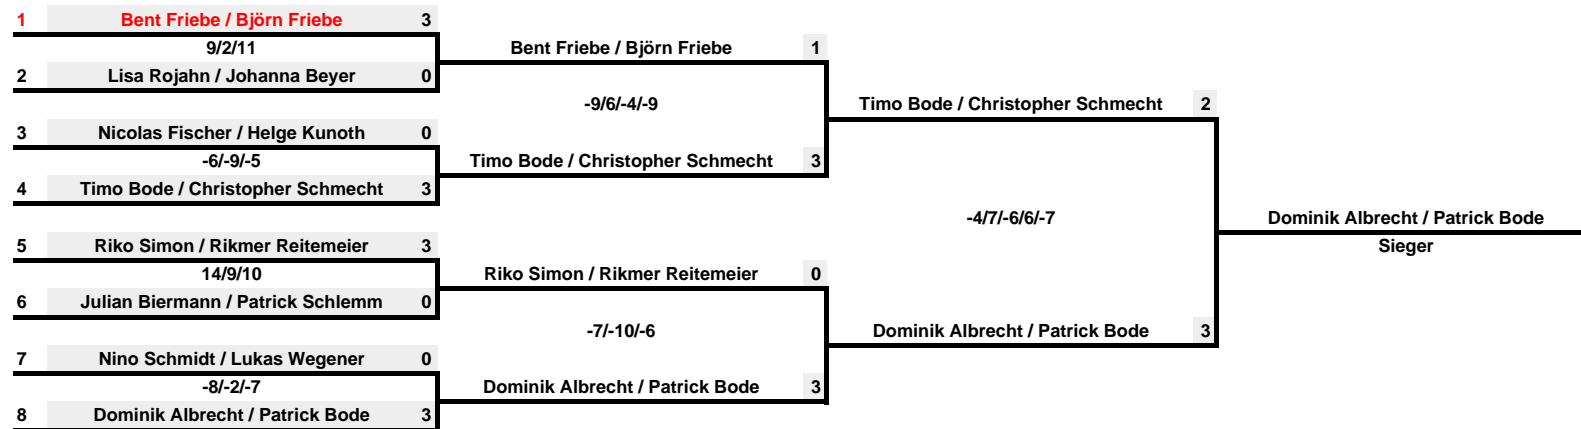 1 Bent Friebe / Björn Friebe 3
9/2/11
2 Lisa Rojahn / Johanna Beyer 0
3 Nicolas Fischer / Helge Kunoth 0
-6/-9/-5
4 Timo Bode / Christopher Schmecht 3
5 Riko Simon / Rikmer Reitemeier 3
14/9/10
6 Julian Biermann / Patrick Schlemm 0
7 Nino Schmidt / Lukas Wegener 0
-8/-2/-7
8 Dominik Albrecht / Patrick Bode 3
Bent Friebe / Björn Friebe 1
-9/6/-4/-9
Timo Bode / Christopher Schmecht 3
Riko Simon / Rikmer Reitemeier 0
-7/-10/-6
Dominik Albrecht / Patrick Bode 3
Timo Bode / Christopher Schmecht 2
-4/7/-6/6/-7
Dominik Albrecht / Patrick Bode 3
Dominik Albrecht / Patrick Bode
Sieger